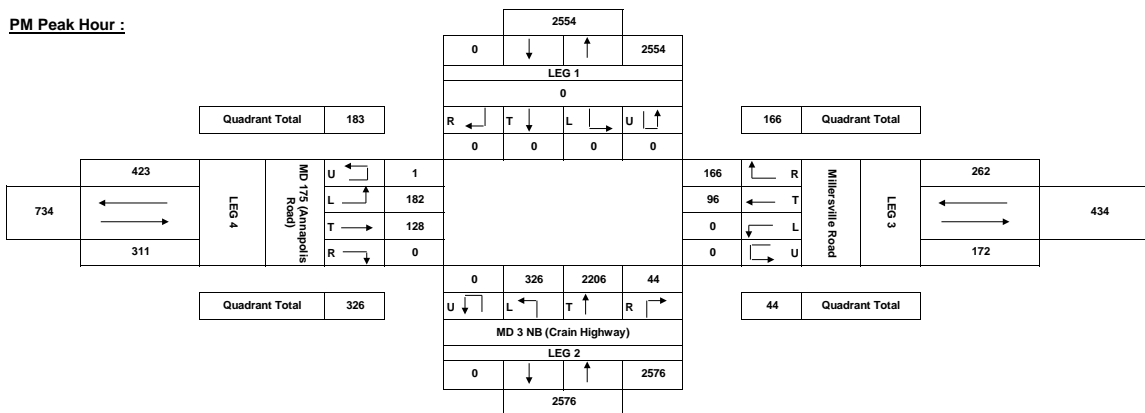 PM Peak Hour :
2554
0 2554
LEG 1
0
Quadrant Total 183
R T L U
166 Quadrant Total
0 0 0 0
423
U 1
166 R
262
734
LEG 4
MD 175 (Annapolis
Road)
L 182
96 T
Millersville Road
LEG 3
434
T 128
0 L
311
R 0
0 U
172
0 326 2206 44
Quadrant Total 326
U L T R
44 Quadrant Total
MD 3 NB (Crain Highway)
LEG 2
0 2576
2576